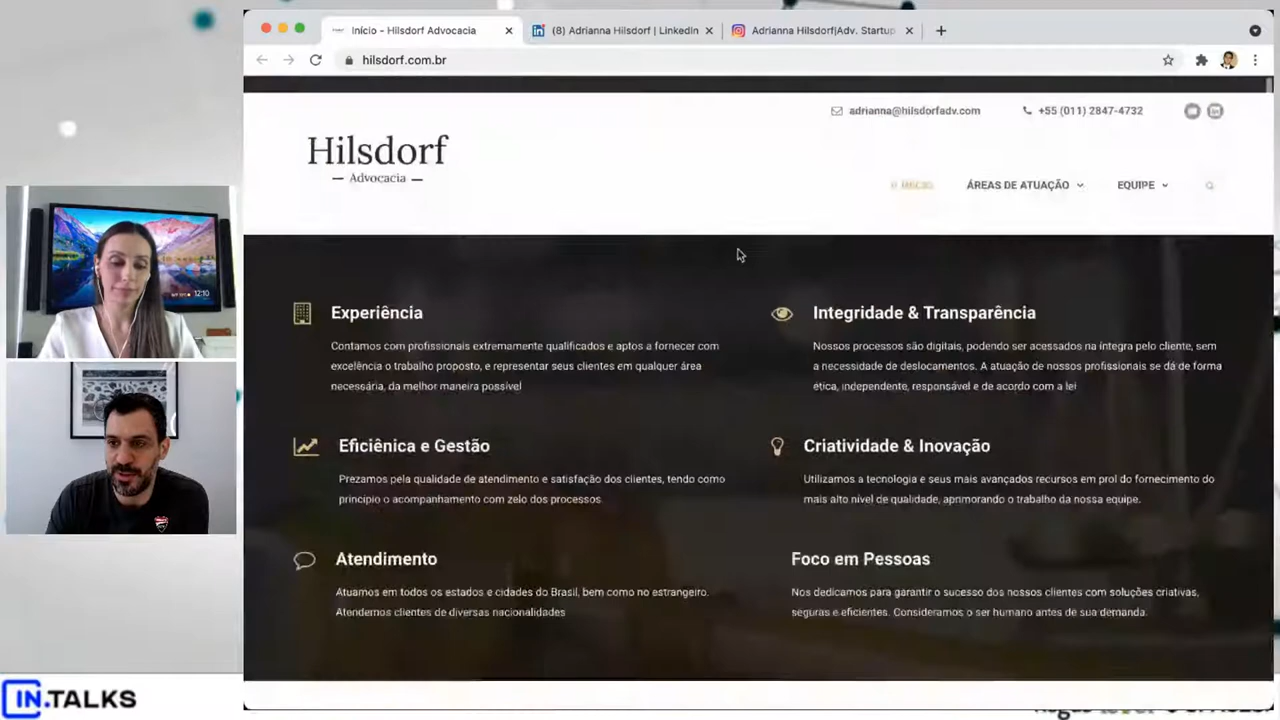 Início - Hilsdorf Advocacia
(8) Adrianna Hilsdorf | LinkedIn
Adrianna Hilsdorf|Adv. Startup
hilsdorf.com.br
adrianna@hilsdorfadv.com
+55 (011) 2847-4732
Hilsdorf
Advocacia
INÍCIO
ÁREAS DE ATUAÇÃO
EQUIPE
Experiência
Contamos com profissionais extremamente qualificados e aptos a fornecer com
excelência o trabalho proposto, e representar seus clientes em qualquer área
necessária, da melhor maneira possível
Integridade & Transparência
Nossos processos são digitais, podendo ser acessados na íntegra pelo cliente, sem
a necessidade de deslocamentos. A atuação de nossos profissionais se dá de forma
ética, independente, responsável e de acordo com a lei
Eficiênica e Gestão
Prezamos pela qualidade de atendimento e satisfação dos clientes, tendo como
princípio o acompanhamento com zelo dos processos
Criatividade & Inovação
Utilizamos a tecnologia e seus mais avançados recursos em prol do fornecimento do
mais alto nível de qualidade, aprimorando o trabalho da nossa equipe.
Atendimento
Atuamos em todos os estados e cidades do Brasil, bem como no estrangeiro.
Atendemos clientes de diversas nacionalidades
Foco em Pessoas
Nos dedicamos para garantir o sucesso dos nossos clientes com soluções criativas,
seguras e eficientes. Consideramos o ser humano antes de sua demanda.
12:10
IN.TALKS